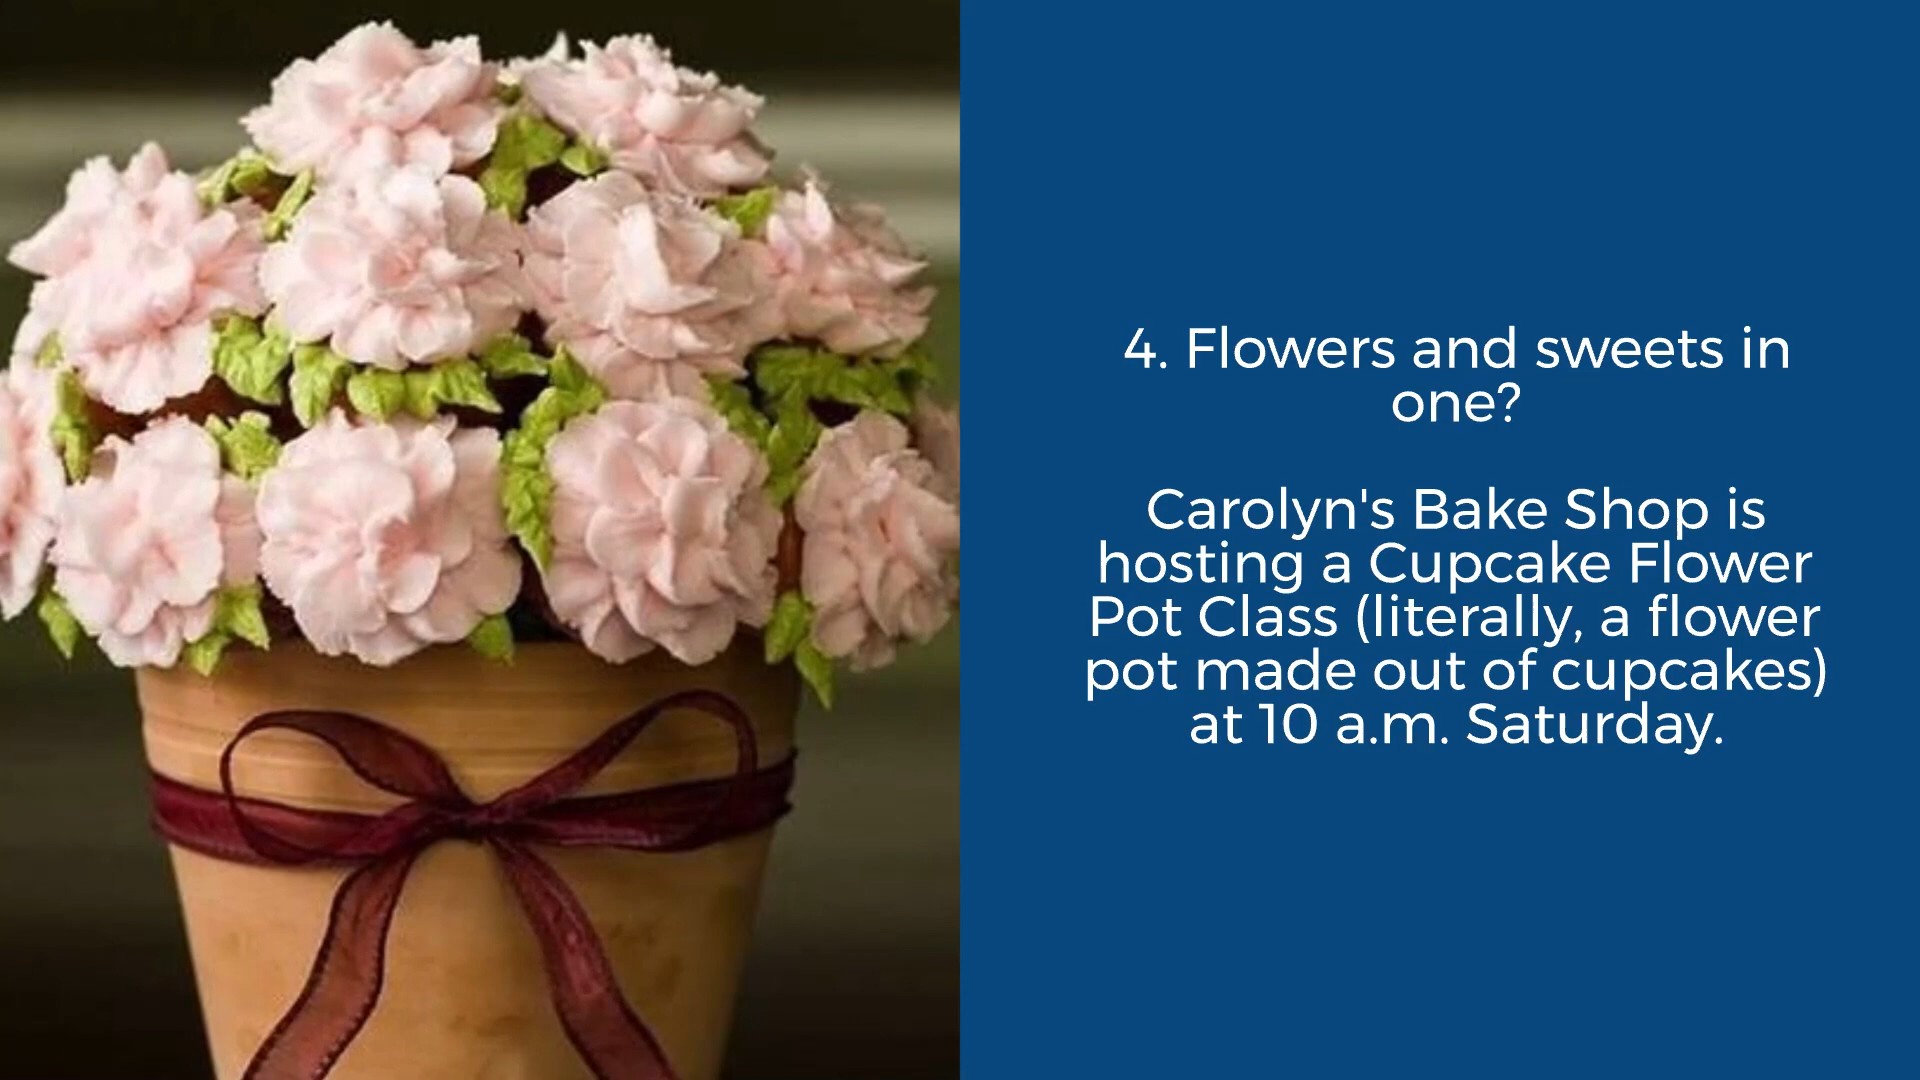 4. Flowers and sweets in
one?
Carolyn's Bake Shop is
hosting a Cupcake Flower
Pot Class (literally, a flower
pot made out of cupcakes)
at 10 a.m. Saturday.